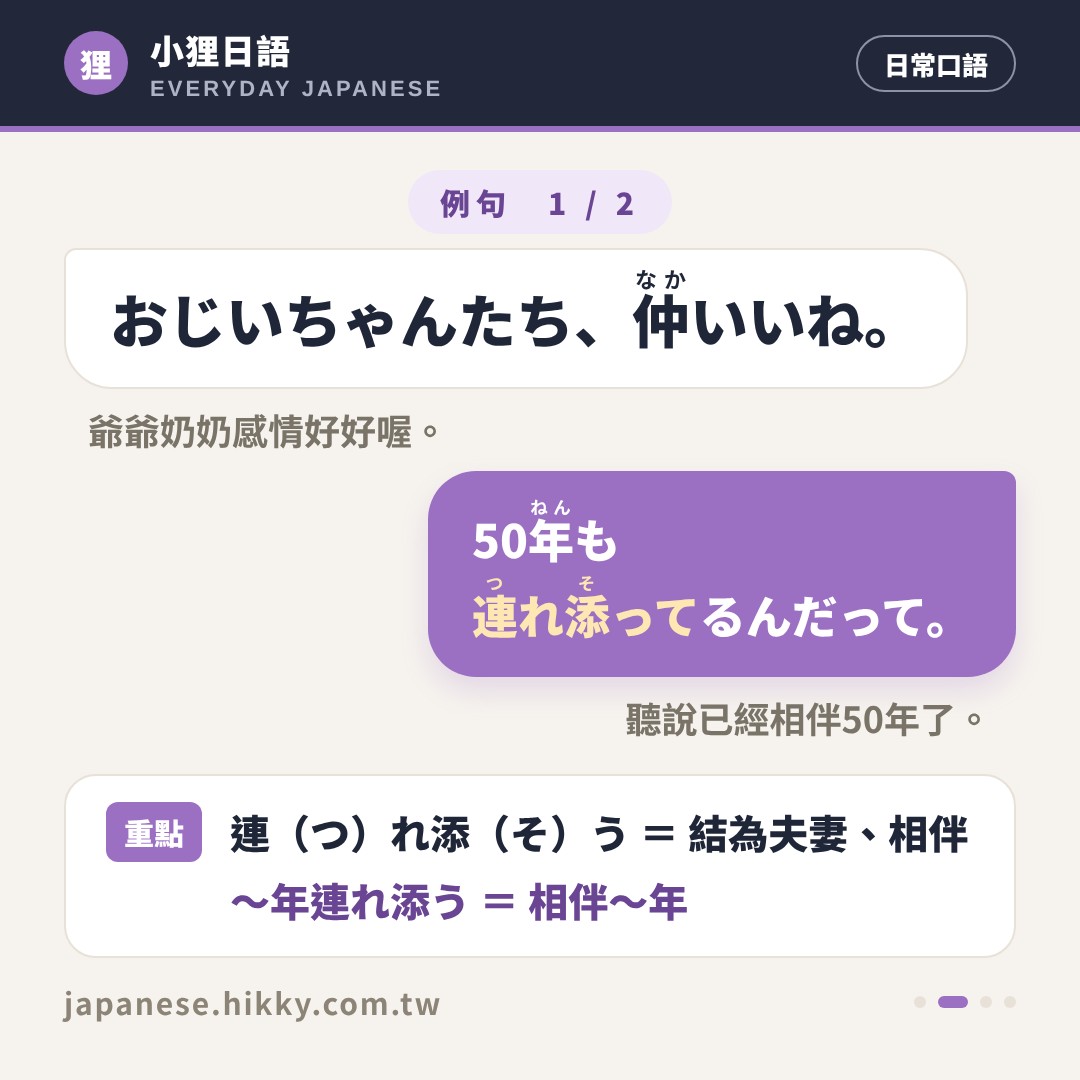 狸
小狸日語
EVERYDAY JAPANESE
日常口語
例句 1 / 2
なか
おじいちゃんたち、仲いいね。
爺爺奶奶感情好好喔。
ねん
50年も
つ そ
連れ添ってるんだって。
聽說已經相伴50年了。
重點
連（つ）れ添（そ）う ＝ 結為夫妻、相伴
～年連れ添う ＝ 相伴～年
japanese.hikky.com.tw